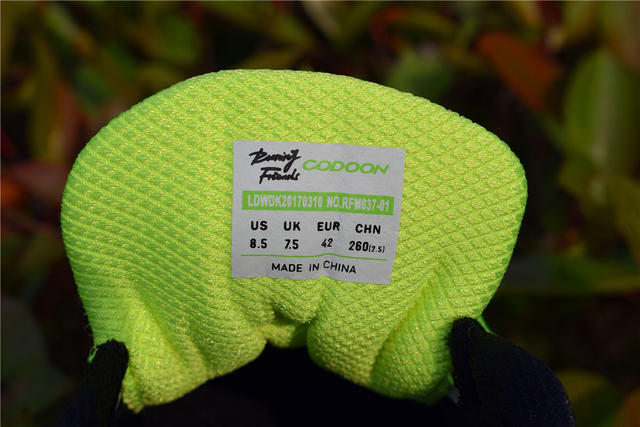 Running Friends CODOON
LDWDK20170310 NO.RFM037-01
US UK EUR CHN
8.5 7.5 42 260(2.5)
MADE IN CHINA